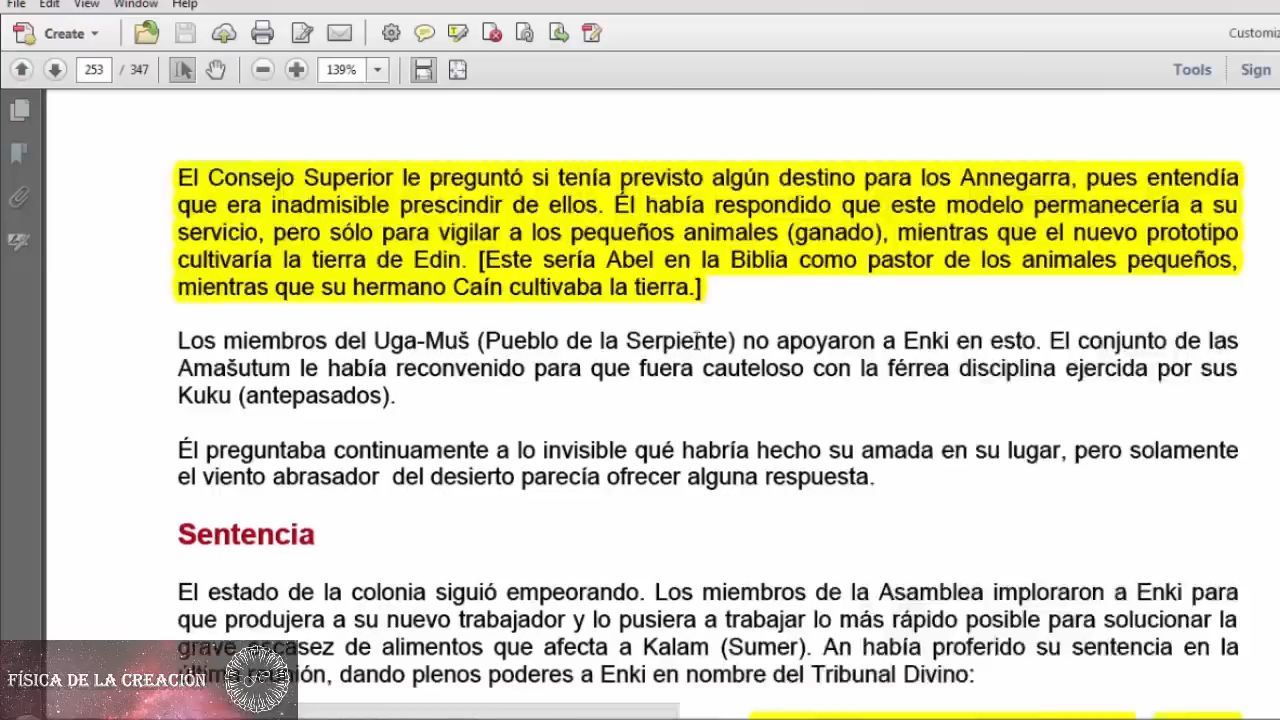 File Edit View Window Help
Create
Customiz
253 / 347
139%
Tools Sign
El Consejo Superior le preguntó si tenía previsto algún destino para los Annegarra, pues entendía
que era inadmisible prescindir de ellos. Él había respondido que este modelo permanecería a su
servicio, pero sólo para vigilar a los pequeños animales (ganado), mientras que el nuevo prototipo
cultivaría la tierra de Edin. [Este sería Abel en la Biblia como pastor de los animales pequeños,
mientras que su hermano Caín cultivaba la tierra.]
Los miembros del Uga-Muš (Pueblo de la Serpiente) no apoyaron a Enki en esto. El conjunto de las
Amašutum le había reconvenido para que fuera cauteloso con la férrea disciplina ejercida por sus
Kuku (antepasados).
Él preguntaba continuamente a lo invisible qué habría hecho su amada en su lugar, pero solamente
el viento abrasador del desierto parecía ofrecer alguna respuesta.
Sentencia
El estado de la colonia siguió empeorando. Los miembros de la Asamblea imploraron a Enki para
que produjera a su nuevo trabajador y lo pusiera a trabajar lo más rápido posible para solucionar la
grave escasez de alimentos que afecta a Kalam (Sumer). An había proferido su sentencia en la
última reunión, dando plenos poderes a Enki en nombre del Tribunal Divino:
FÍSICA DE LA CREACIÓN